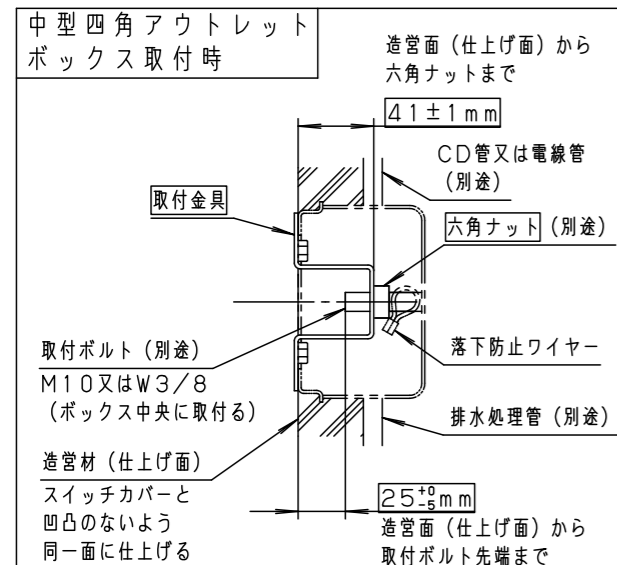 中型四角アウトレット
ボックス取付時
造営面（仕上げ面）から
六角ナットまで
41±1mm
CD管又は電線管
（別途）
取付金具
六角ナット（別途）
取付ボルト（別途）
M10又はW3/8
（ボックス中央に取付る）
落下防止ワイヤー
排水処理管（別途）
造営材（仕上げ面）
スイッチカバーと
凹凸のないよう
同一面に仕上げる
25+0-5mm
造営面（仕上げ面）から
取付ボルト先端まで